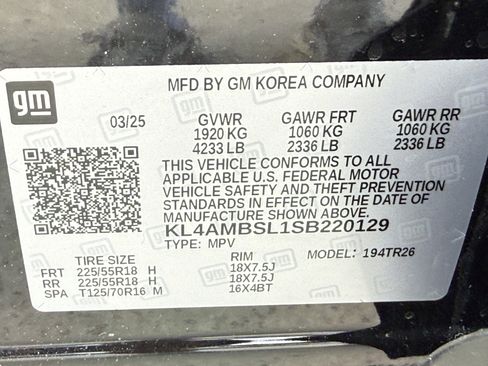 gm
MFD BY GM KOREA COMPANY
03/25 GVWR GAWR FRT GAWR RR
1920 KG 1060 KG 1060 KG
4233 LB 2336 LB 2336 LB
THIS VEHICLE CONFORMS TO ALL
APPLICABLE U.S. FEDERAL MOTOR
VEHICLE SAFETY AND THEFT PREVENTION
STANDARDS IN EFFECT ON THE DATE OF
MANUFACTURE SHOWN ABOVE.
KL4AMBSL1SB220129
TYPE: MPV MODEL: 194TR26
TIRE SIZE RIM
FRT 225/55R18 H 18X7.5J
RR 225/55R18 H 18X7.5J
SPA T125/70R16 M 16X4BT